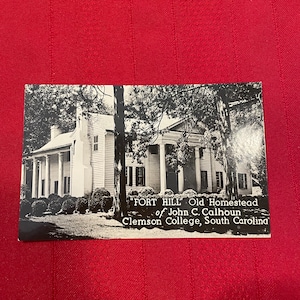 "FORT HILL" Old Homestead
of John C. Calhoun
Clemson College, South Carolina